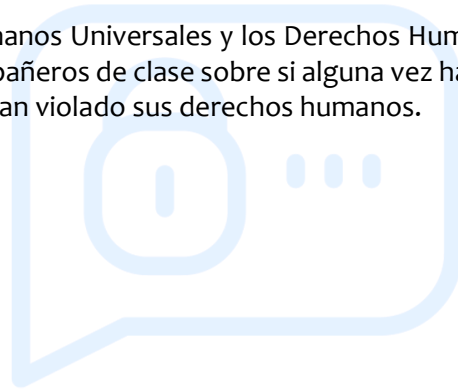 manos Universales y los Derechos Hum
pañeros de clase sobre si alguna vez ha
an violado sus derechos humanos.